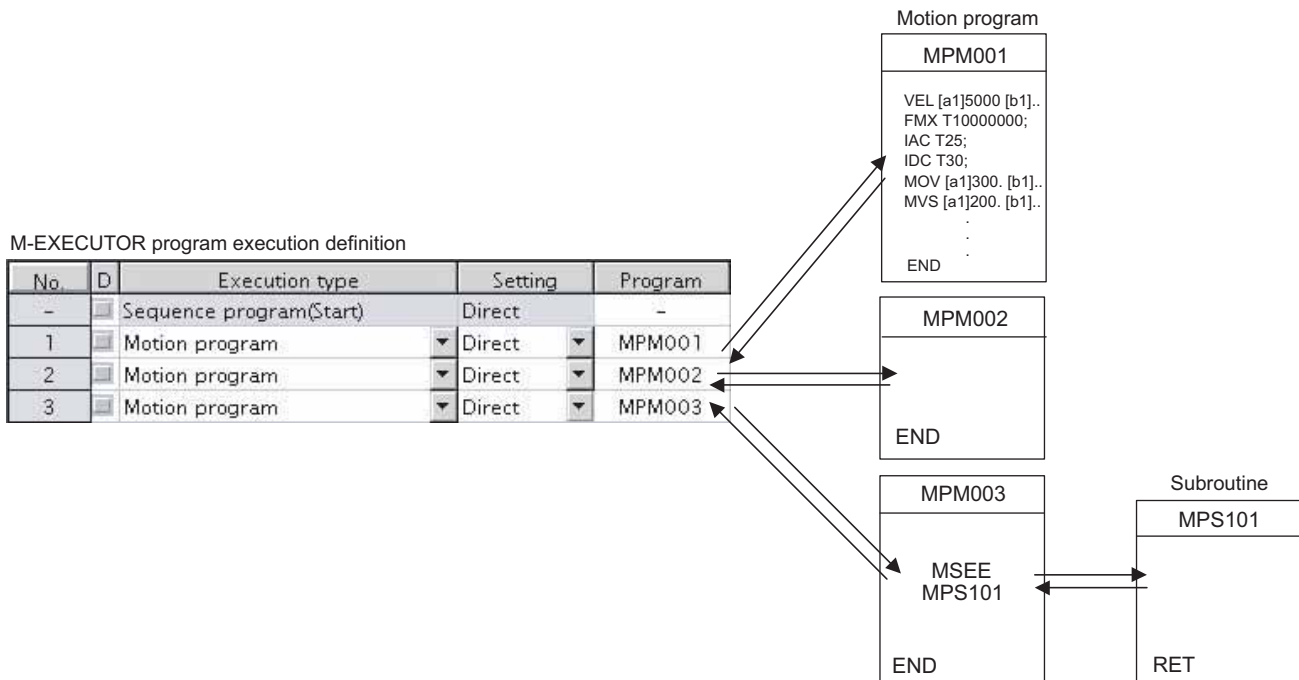 Motion program
MPM001
VEL [a1]5000 [b1]..
FMX T10000000;
IAC T25;
IDC T30;
MOV [a1]300. [b1]..
MVS [a1]200. [b1]..
.
.
.
END
M-EXECUTOR program execution definition
No. D Execution type Setting Program
- Sequence program(Start) Direct -
1 Motion program Direct MPM001
2 Motion program Direct MPM002
3 Motion program Direct MPM003
MPM002
END
MPM003
MSEE
MPS101
END
Subroutine
MPS101
RET